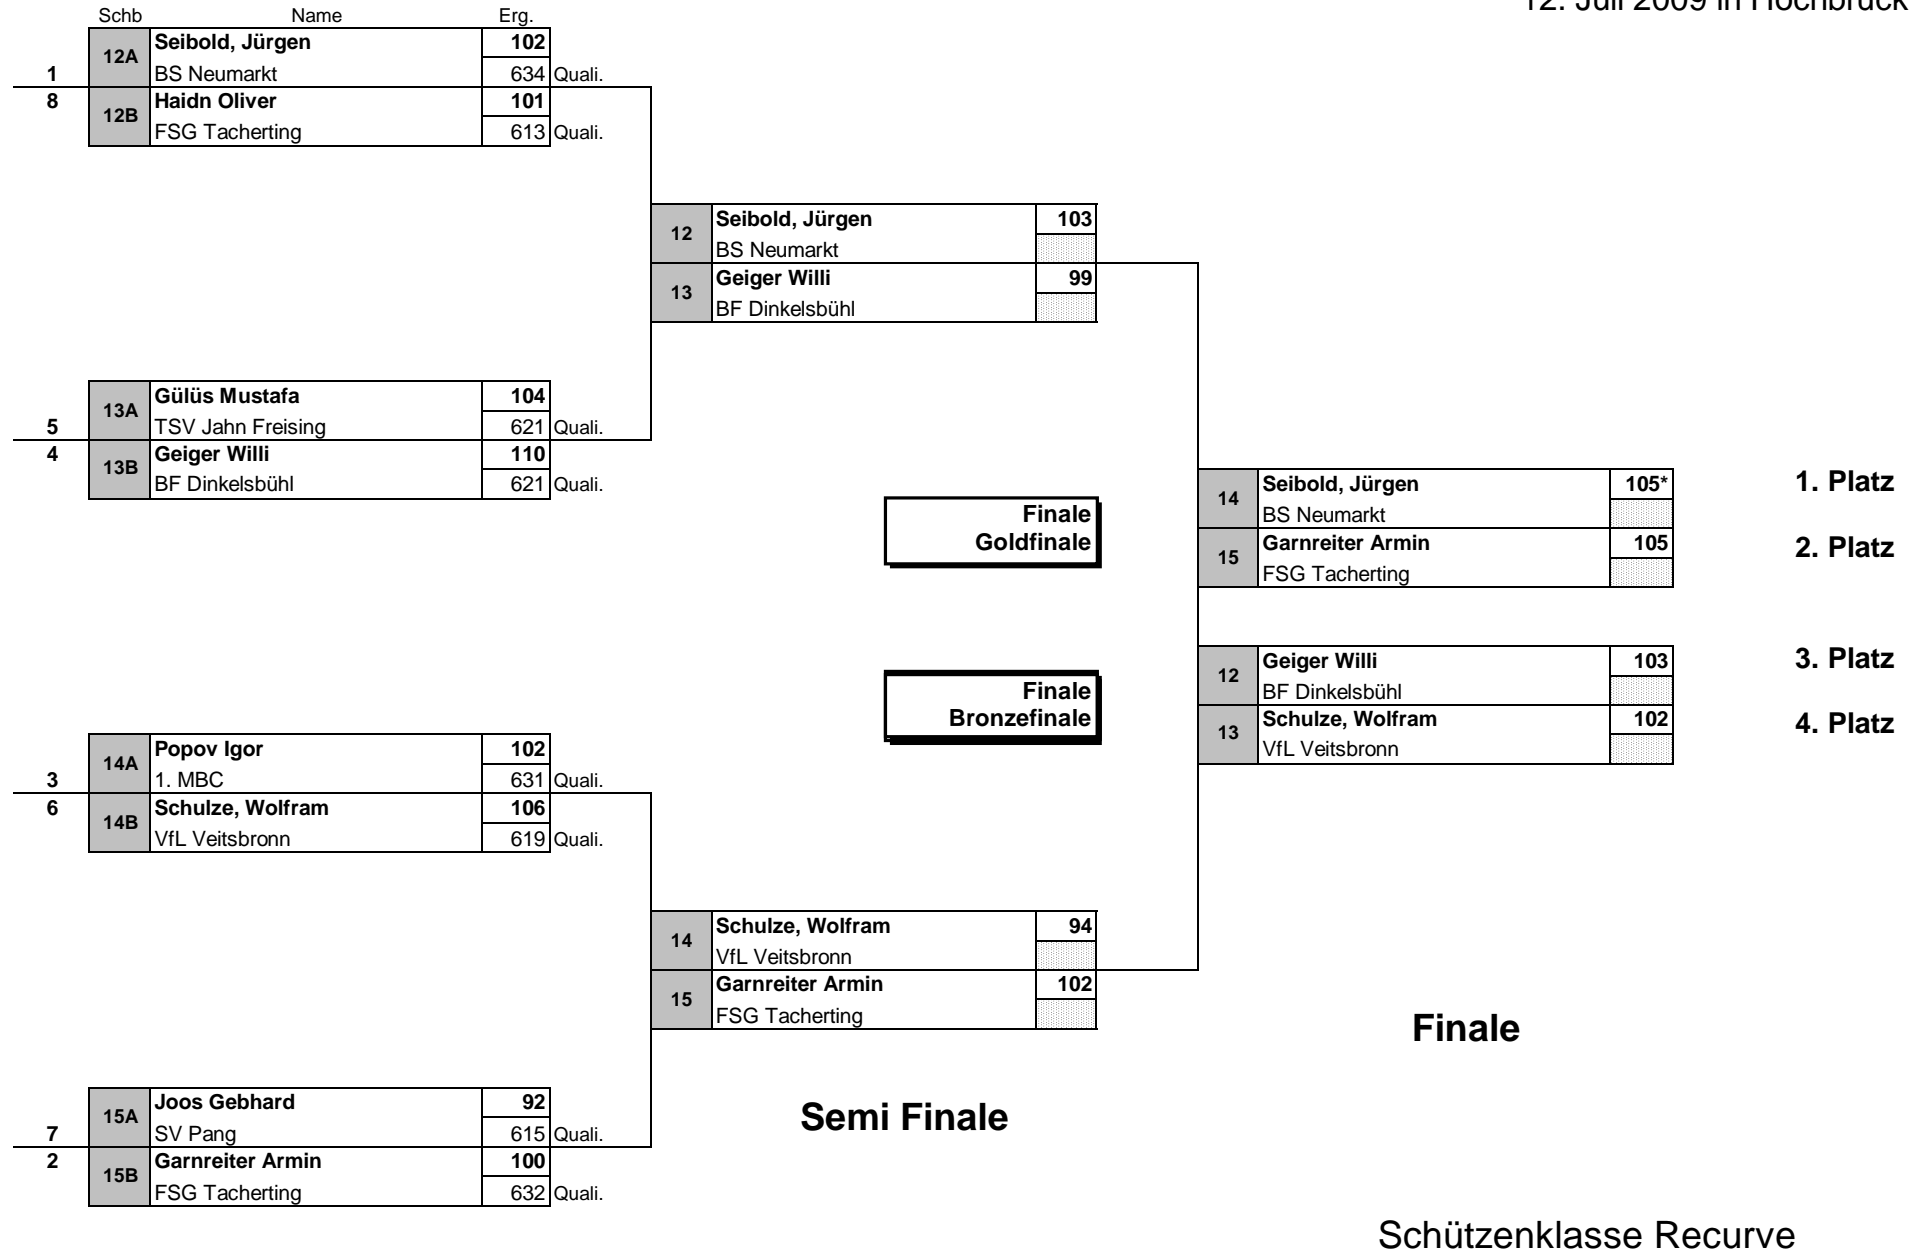 12. Juli 2009 in Hochbrück
Schb Name Erg.
12A Seibold, Jürgen 102
1 BS Neumarkt 634 Quali.
8 12B Haidn Oliver 101
FSG Tacherting 613 Quali.
12 Seibold, Jürgen 103
BS Neumarkt
13 Geiger Willi 99
BF Dinkelsbühl
13A Gülüs Mustafa 104
5 TSV Jahn Freising 621 Quali.
4 13B Geiger Willi 110
BF Dinkelsbühl 621 Quali.
14 Seibold, Jürgen 105* 1. Platz
BS Neumarkt
Finale
Goldfinale
15 Garnreiter Armin 105 2. Platz
FSG Tacherting
12 Geiger Willi 103 3. Platz
BF Dinkelsbühl
Finale
Bronzefinale
13 Schulze, Wolfram 102 4. Platz
VfL Veitsbronn
14A Popov Igor 102
3 1. MBC 631 Quali.
6 14B Schulze, Wolfram 106
VfL Veitsbronn 619 Quali.
14 Schulze, Wolfram 94
VfL Veitsbronn
15 Garnreiter Armin 102
FSG Tacherting
Finale
15A Joos Gebhard 92
7 SV Pang 615 Quali.
Semi Finale
2 15B Garnreiter Armin 100
FSG Tacherting 632 Quali.
Schützenklasse Recurve